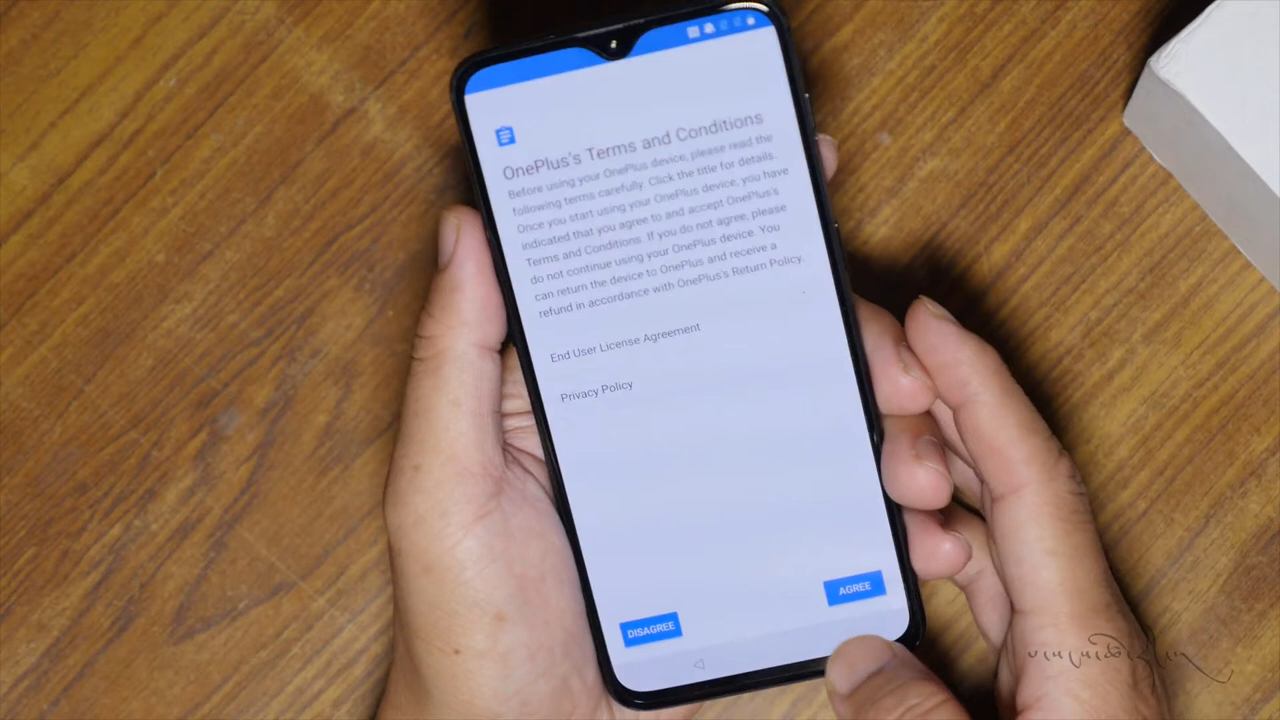 OnePlus's Terms and Conditions
Before using your OnePlus device, please read the
following terms carefully. Click the title for details.
Once you start using your OnePlus device, you have
indicated that you agree to and accept OnePlus's
Terms and Conditions. If you do not agree, please
do not continue using your OnePlus device. You
can return the device to OnePlus and receive a
refund in accordance with OnePlus's Return Policy.
End User License Agreement
Privacy Policy
DISAGREE
AGREE